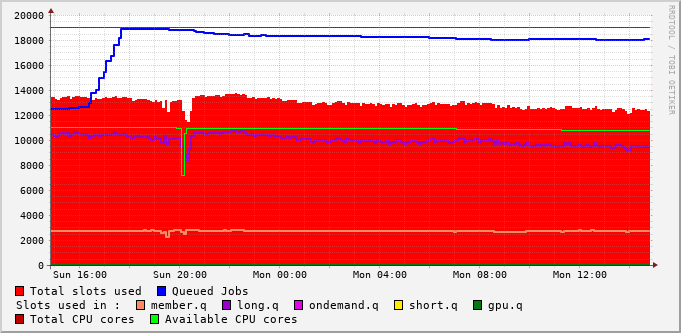 20000
18000
16000
14000
12000
10000
8000
6000
4000
2000
0
Sun 16:00 Sun 20:00 Mon 00:00 Mon 04:00 Mon 08:00 Mon 12:00
RRDTOOL / TOBI OETIKER
Total slots used Queued Jobs
Slots used in : member.q long.q ondemand.q short.q gpu.q
Total CPU cores Available CPU cores